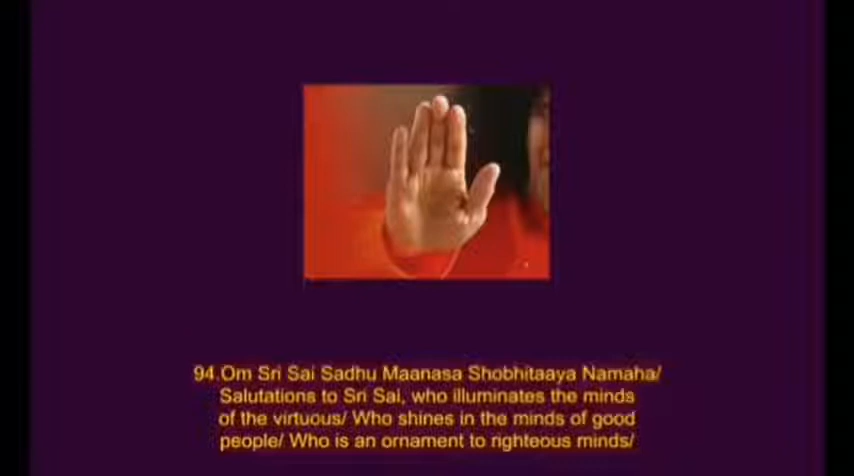 94.Om Sri Sai Sadhu Maanasa Shobhitaaya Namaha/
Salutations to Sri Sai, who illuminates the minds
of the virtuous/ Who shines in the minds of good
people/ Who is an ornament to righteous minds/